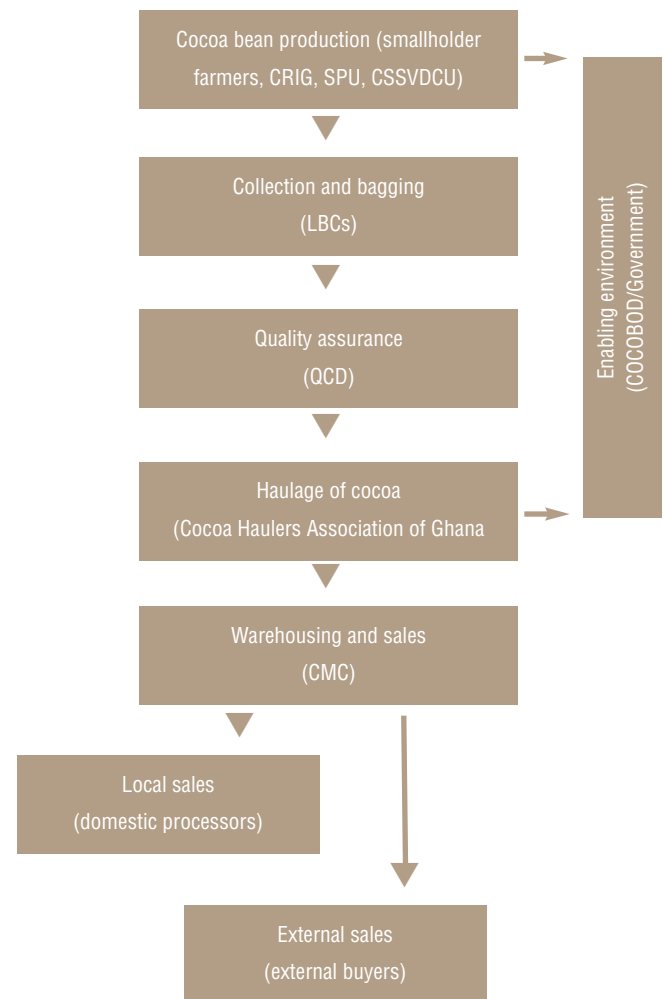 Cocoa bean production (smallholder
farmers, CRIG, SPU, CSSVDCU)
Collection and bagging
(LBCs)
Quality assurance
(QCD)
Haulage of cocoa
(Cocoa Haulers Association of Ghana
Warehousing and sales
(CMC)
Local sales
(domestic processors)
External sales
(external buyers)
Enabling environment
(COCOBOD/Government)